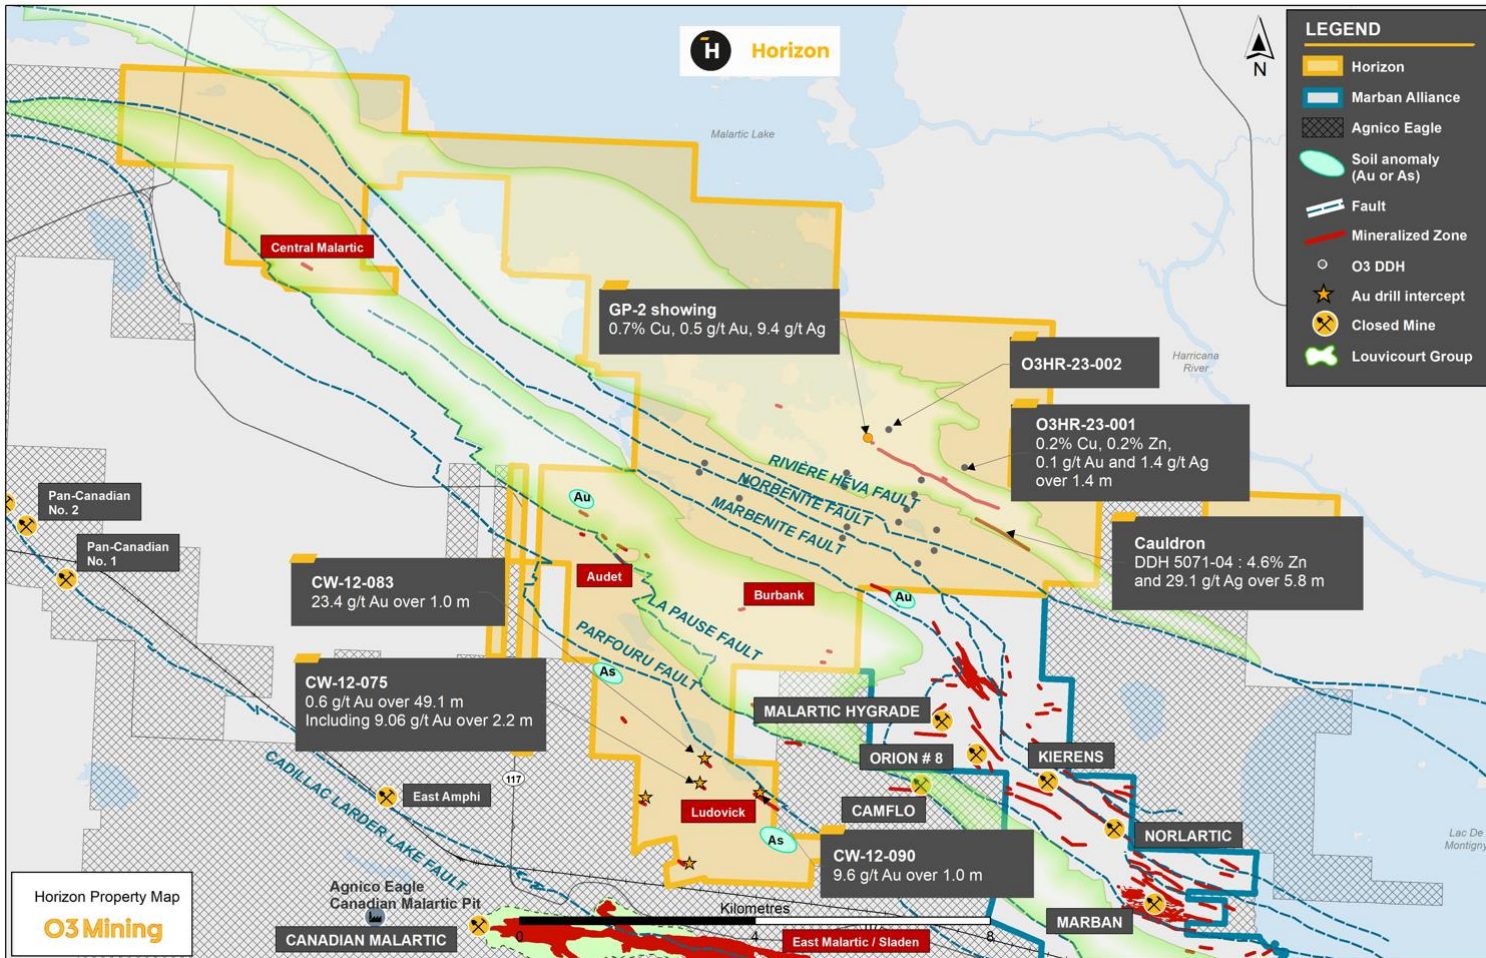 H Horizon
N
LEGEND
Horizon
Marban Alliance
Agnico Eagle
Soil anomaly
(Au or As)
Fault
Mineralized Zone
O3 DDH
Au drill intercept
Closed Mine
Louvicourt Group
Malartic Lake
Harricana
River
Central Malartic
GP-2 showing
0.7% Cu, 0.5 g/t Au, 9.4 g/t Ag
O3HR-23-002
O3HR-23-001
0.2% Cu, 0.2% Zn,
0.1 g/t Au and 1.4 g/t Ag
over 1.4 m
RIVIÈRE HÉVA FAULT
NORBENITE FAULT
MARBENITE FAULT
Au
Pan-Canadian
No. 2
Pan-Canadian
No. 1
Cauldron
DDH 5071-04 : 4.6% Zn
and 29.1 g/t Ag over 5.8 m
CW-12-083
23.4 g/t Au over 1.0 m
Audet
Burbank
Au
LA PAUSE FAULT
PARFOURU FAULT
As
CW-12-075
0.6 g/t Au over 49.1 m
Including 9.06 g/t Au over 2.2 m
MALARTIC HYGRADE
ORION # 8
KIERENS
CADILLAC LARDER LAKE FAULT
117
East Amphi
Ludovick
CAMFLO
NORLARTIC
As
Lac De
Montigny
CW-12-090
9.6 g/t Au over 1.0 m
Horizon Property Map
O3 Mining
Agnico Eagle
Canadian Malartic Pit
CANADIAN MALARTIC
Kilometres
0 4 8
East Malartic / Sladen
MARBAN